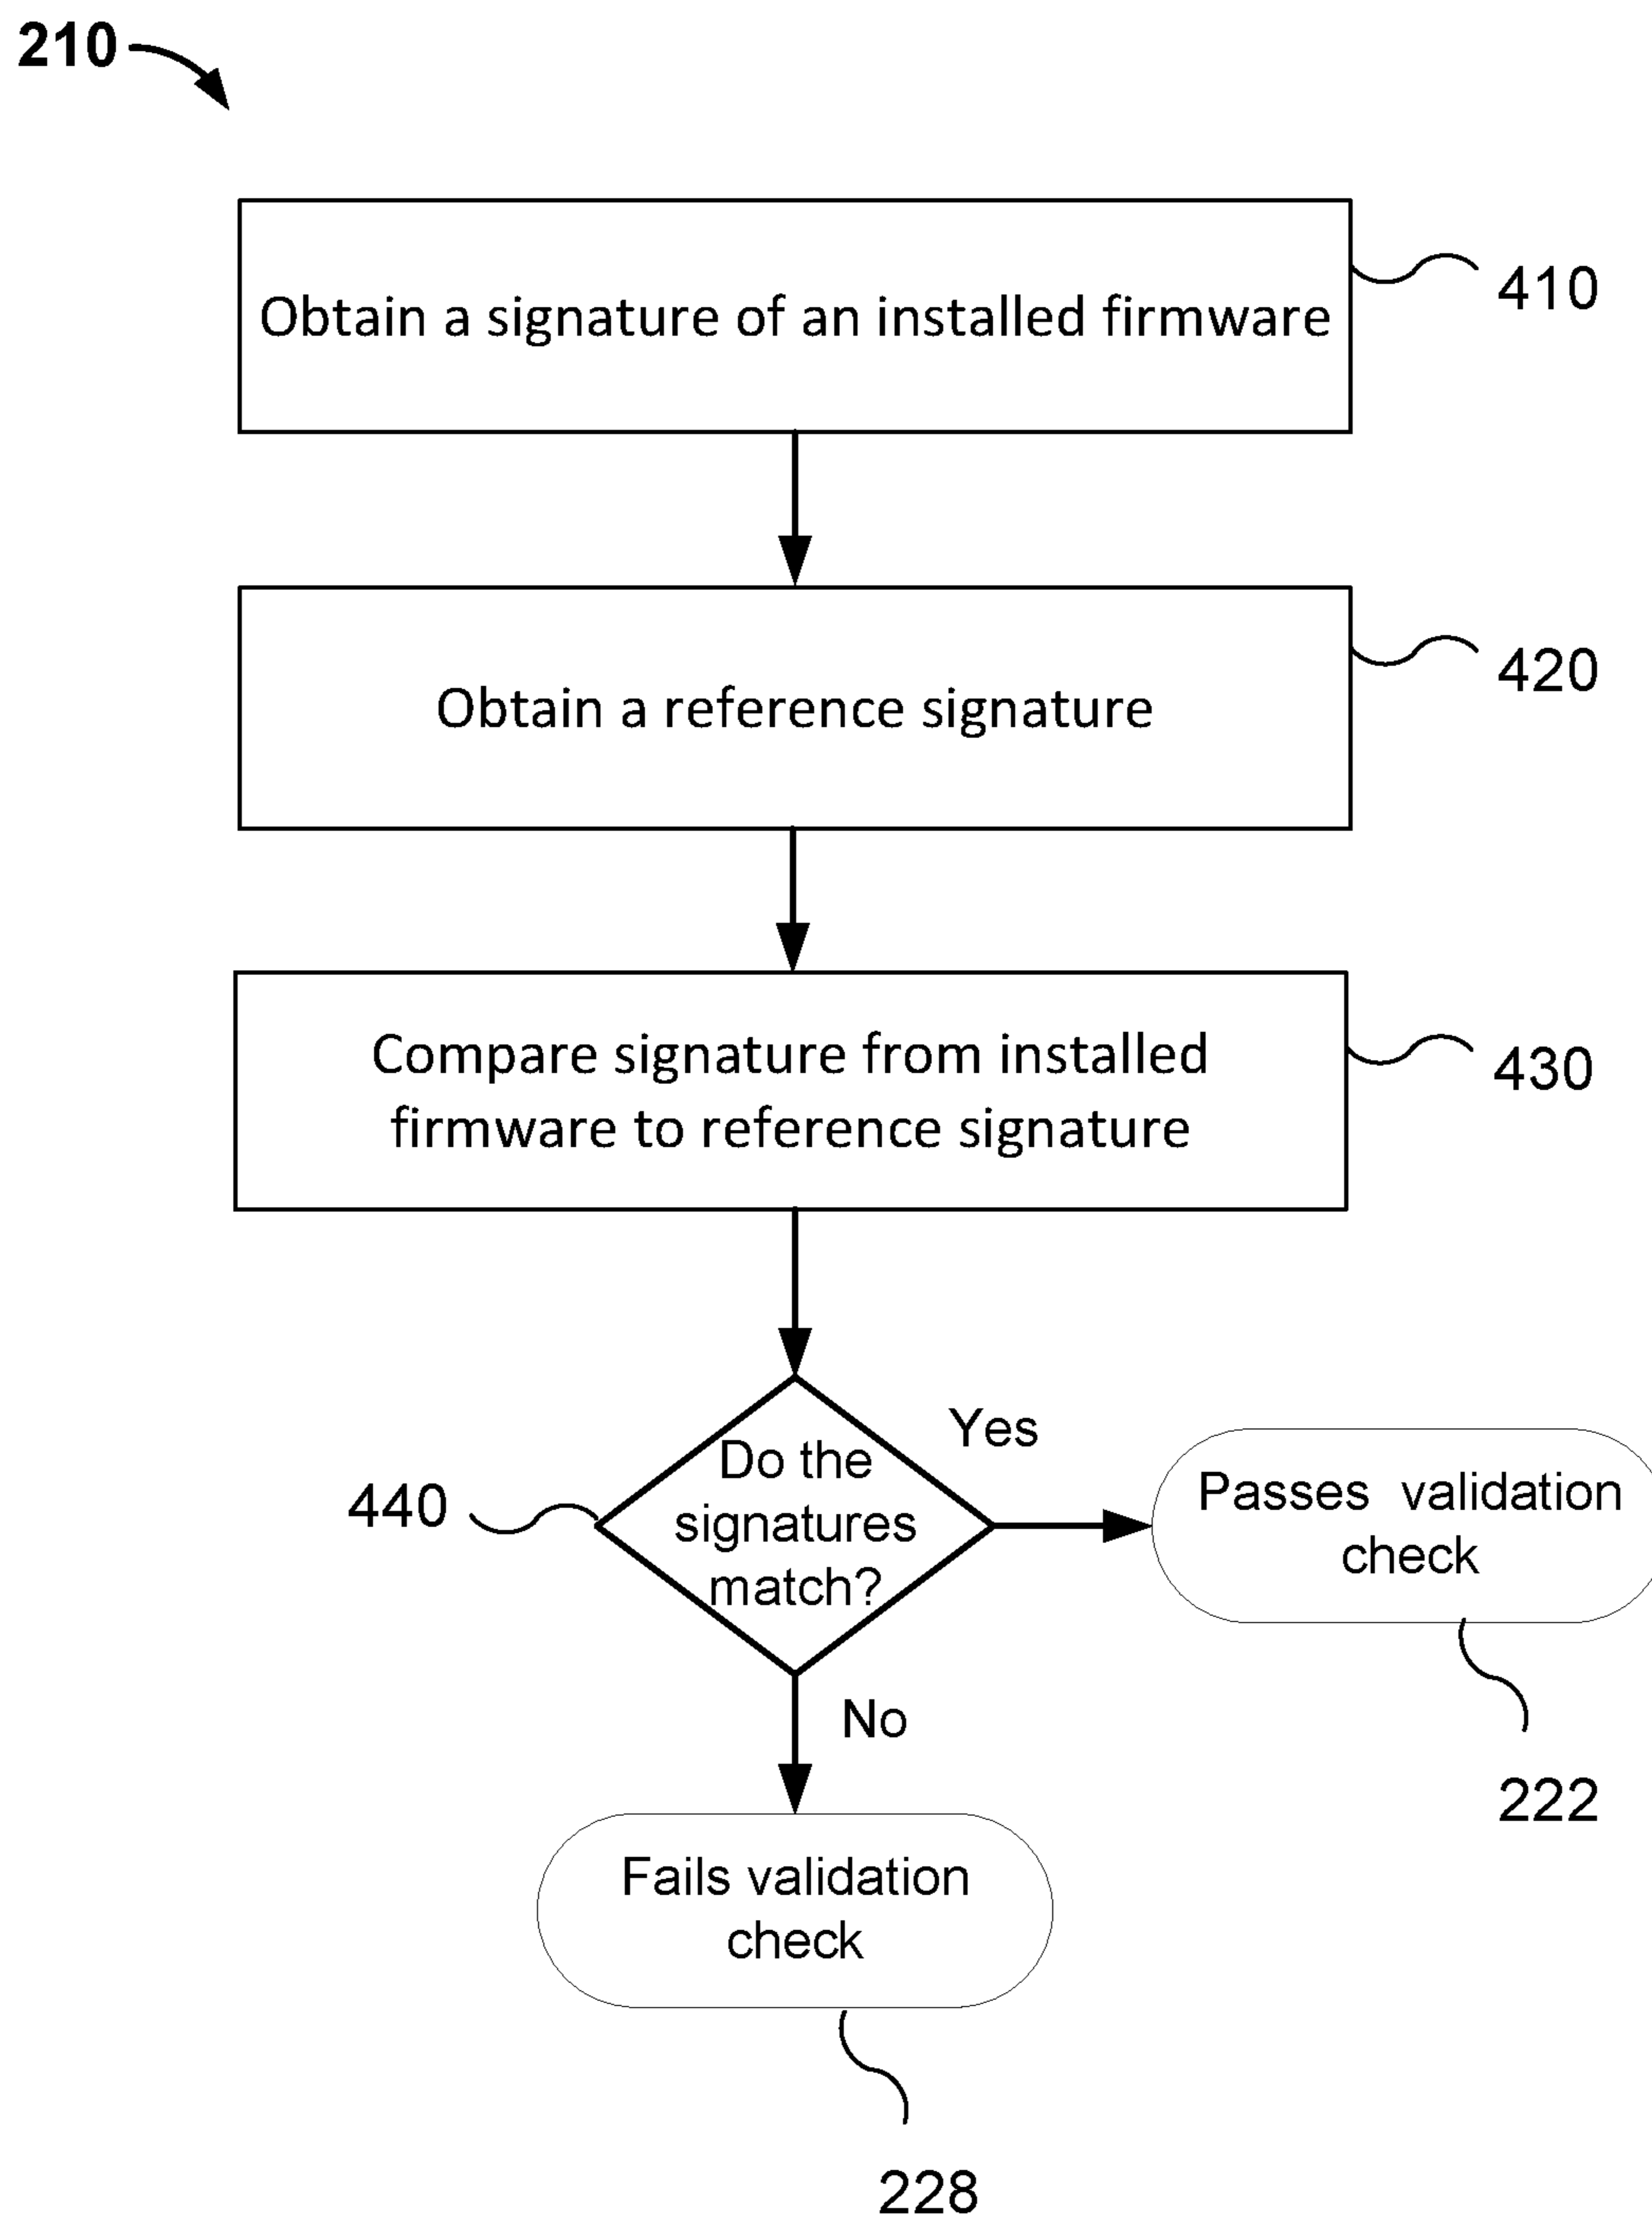 210
Obtain a signature of an installed firmware
410
Obtain a reference signature
420
Compare signature from installed
firmware to reference signature
430
Do the
signatures
match?
440
Yes
Passes validation
check
222
No
Fails validation
check
228